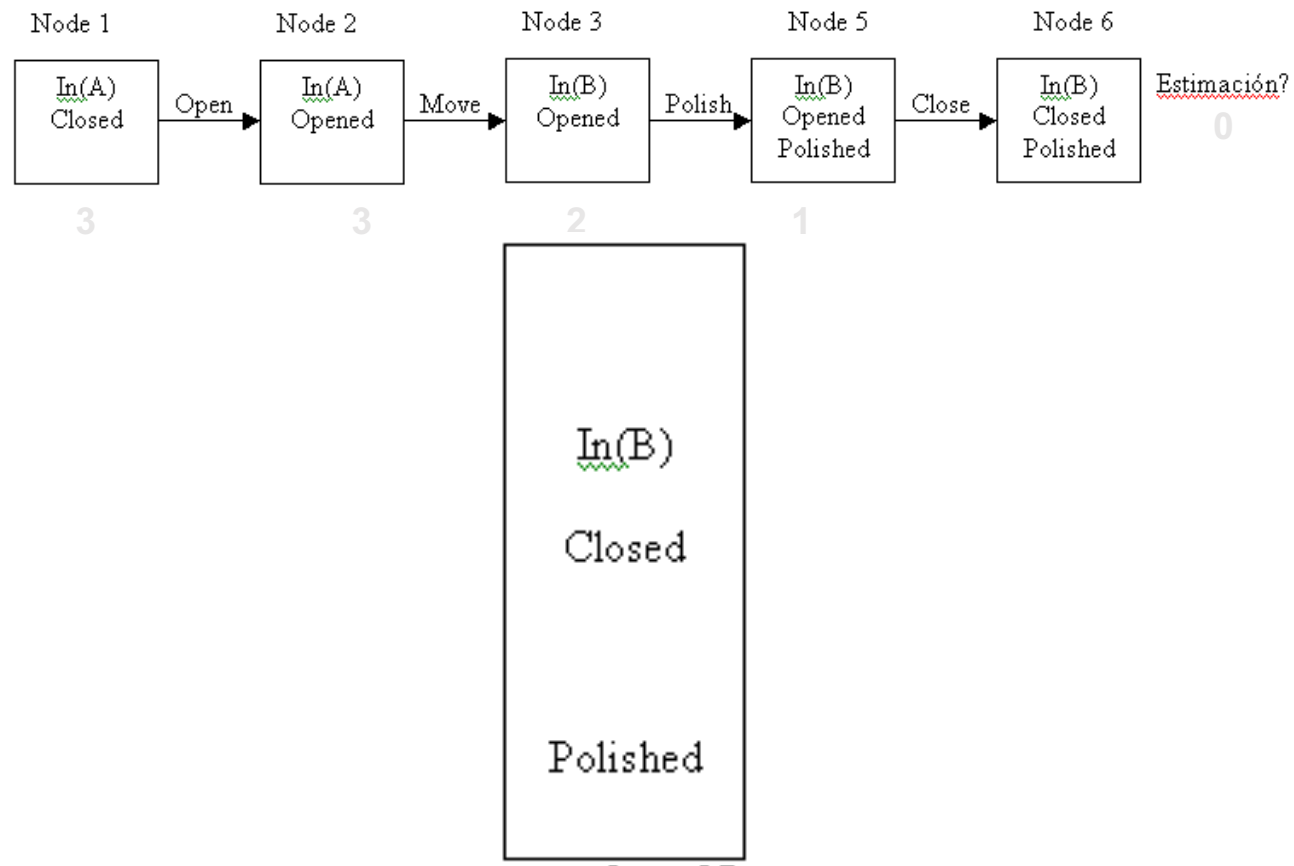 Node 1
Node 2
Node 3
Node 5
Node 6
In(A)
Closed
Open
In(A)
Opened
Move
In(B)
Opened
Polish
In(B)
Opened
Polished
Close
In(B)
Closed
Polished
Estimación?
0
3
3
2
1
In(B)
Closed
Polished